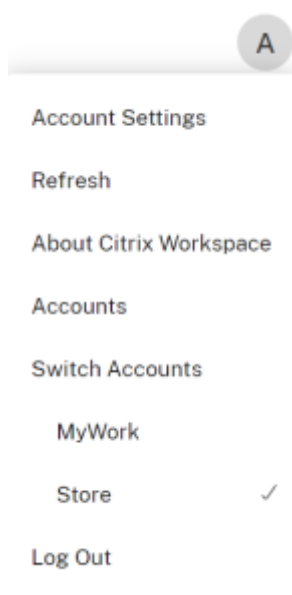 A
Account Settings
Refresh
About Citrix Workspace
Accounts
Switch Accounts
MyWork
Store
Log Out